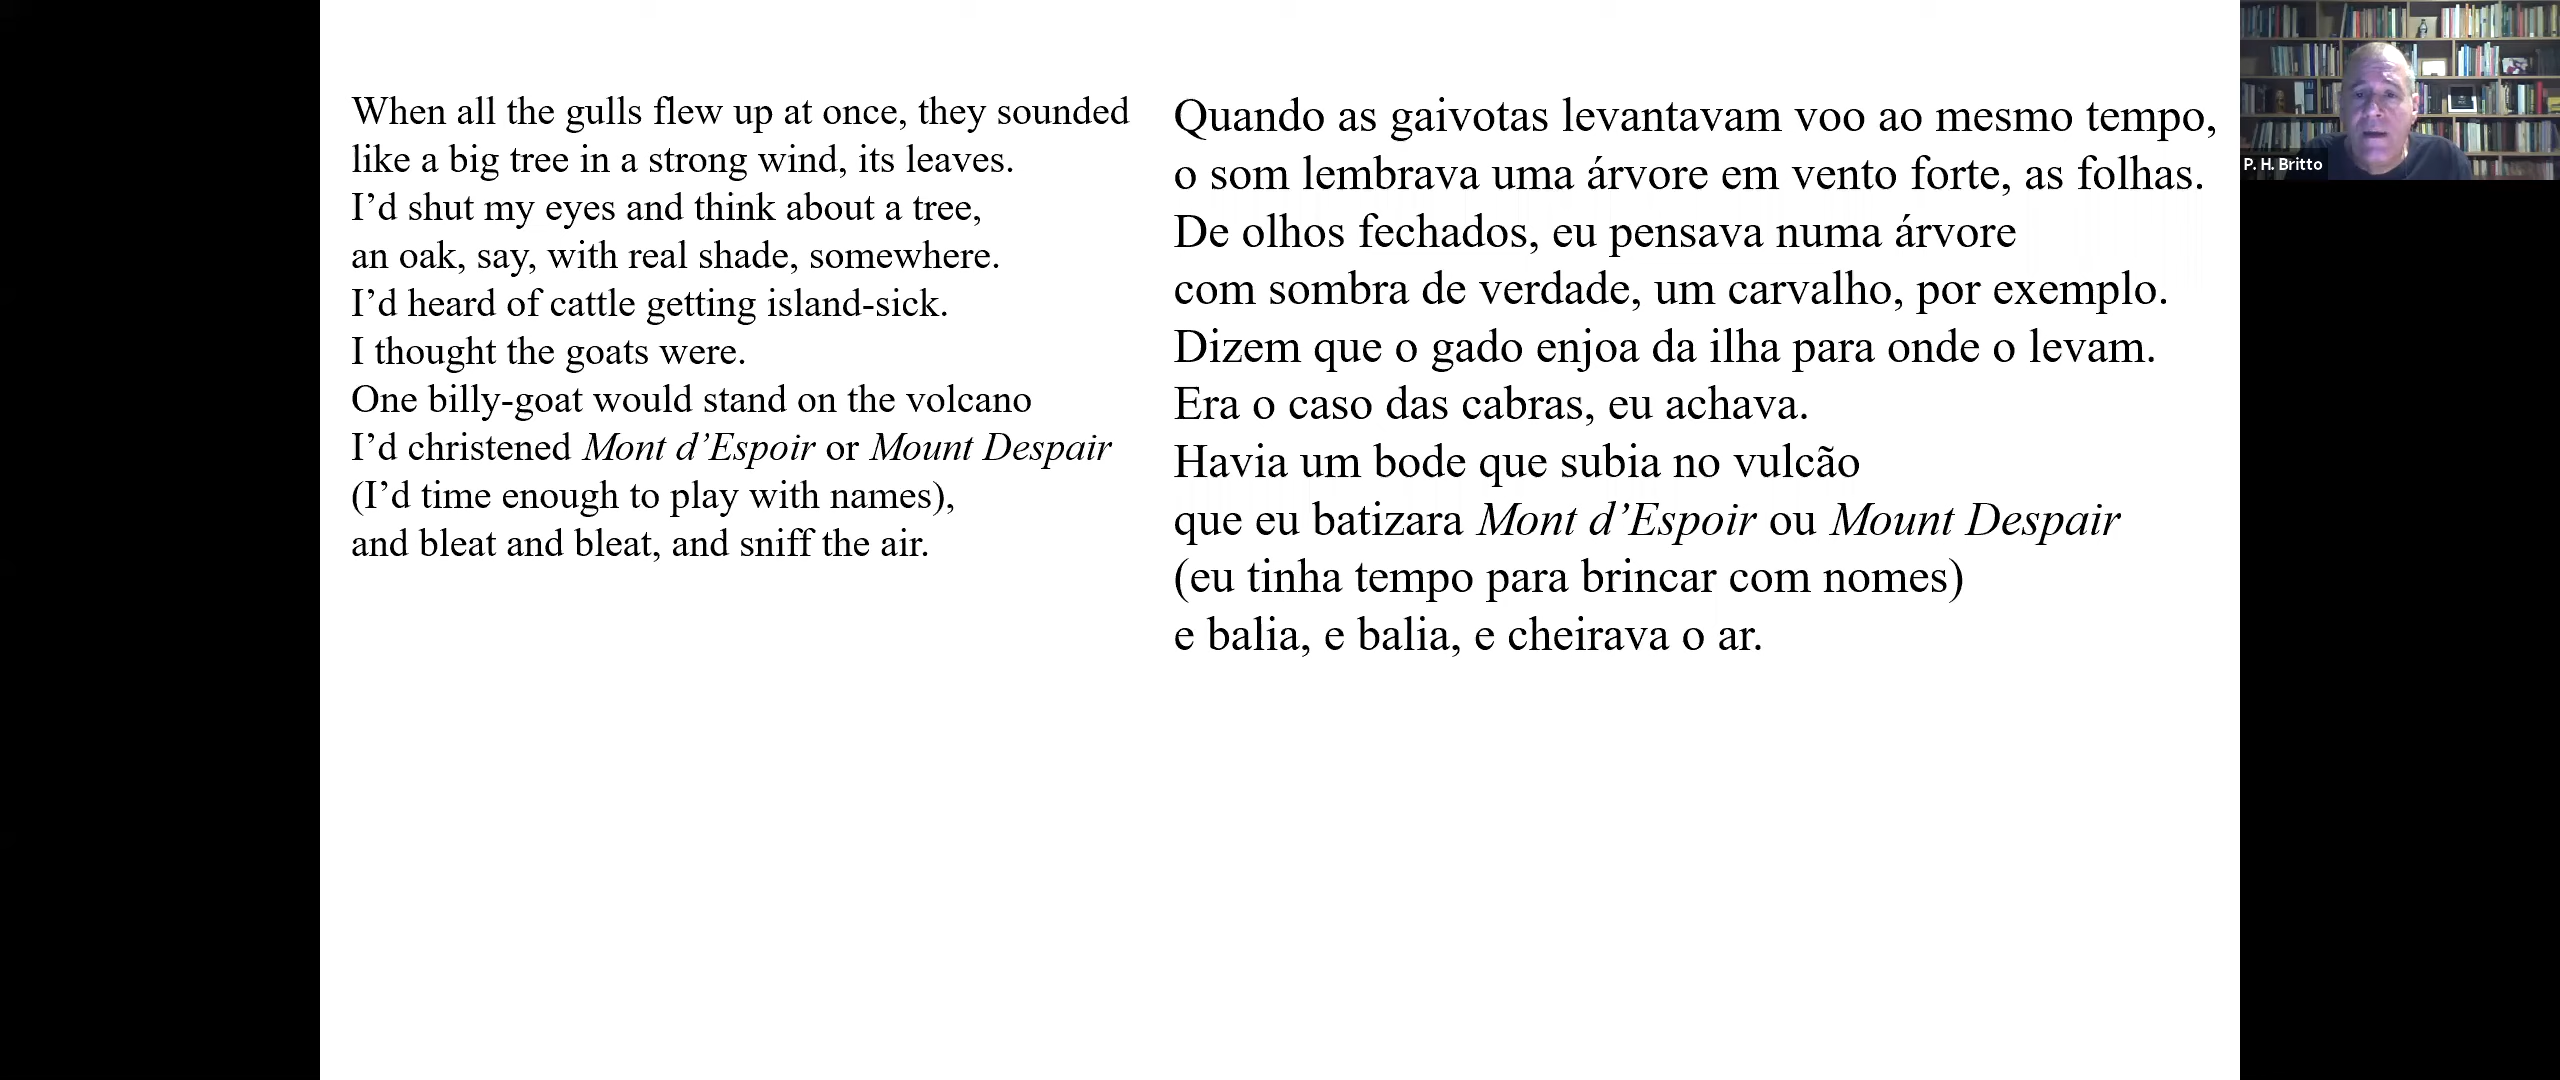 When all the gulls flew up at once, they sounded
like a big tree in a strong wind, its leaves.
I’d shut my eyes and think about a tree,
an oak, say, with real shade, somewhere.
I’d heard of cattle getting island-sick.
I thought the goats were.
One billy-goat would stand on the volcano
I’d christened Mont d’Espoir or Mount Despair
(I’d time enough to play with names),
and bleat and bleat, and sniff the air.
Quando as gaivotas levantavam voo ao mesmo tempo,
o som lembrava uma árvore em vento forte, as folhas.
De olhos fechados, eu pensava numa árvore
com sombra de verdade, um carvalho, por exemplo.
Dizem que o gado enjoa da ilha para onde o levam.
Era o caso das cabras, eu achava.
Havia um bode que subia no vulcão
que eu batizara Mont d’Espoir ou Mount Despair
(eu tinha tempo para brincar com nomes)
e balia, e balia, e cheirava o ar.
P. H. Britto